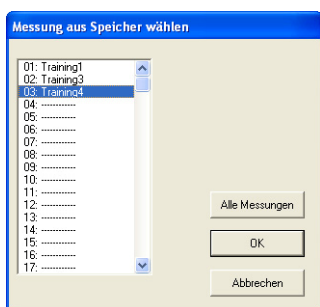 Messung aus Speicher wählen
01: Training1
02: Training3
03: Training4
04: -----------
05: -----------
06: -----------
07: -----------
08: -----------
09: -----------
10: -----------
11: -----------
12: -----------
13: -----------
14: -----------
15: -----------
16: -----------
17: -----------
Alle Messungen
OK
Abbrechen